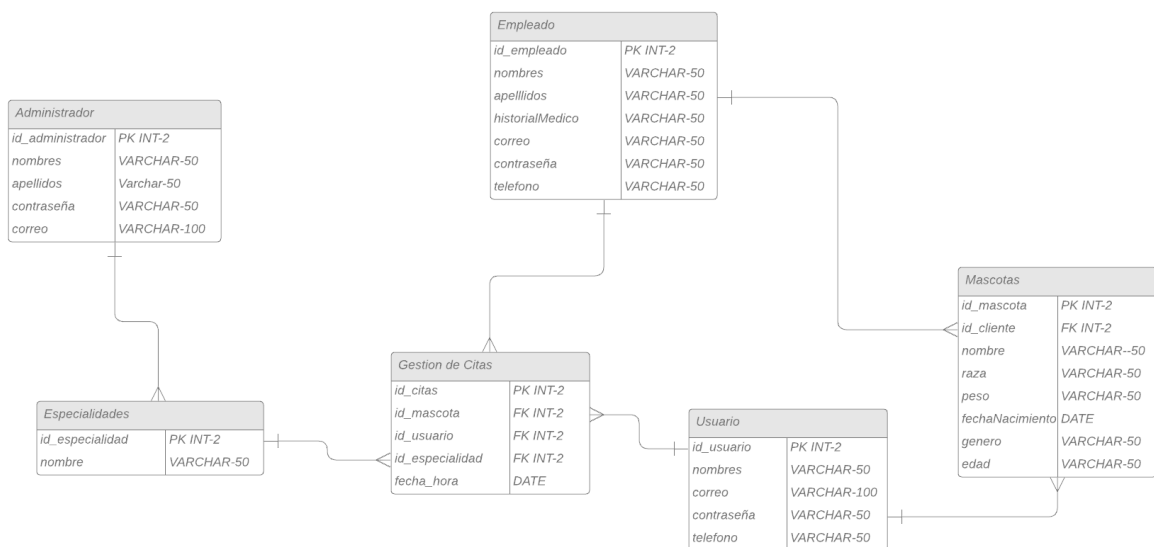 Empleado
id_empleado PK INT-2
nombres VARCHAR-50
apelllidos VARCHAR-50
historialMedico VARCHAR-50
correo VARCHAR-50
contraseña VARCHAR-50
telefono VARCHAR-50
Administrador
id_administrador PK INT-2
nombres VARCHAR-50
apellidos Varchar-50
contraseña VARCHAR-50
correo VARCHAR-100
Mascotas
id_mascota PK INT-2
id_cliente FK INT-2
nombre VARCHAR--50
raza VARCHAR-50
peso VARCHAR-50
fechaNacimiento DATE
genero VARCHAR-50
edad VARCHAR-50
Gestion de Citas
id_citas PK INT-2
id_mascota FK INT-2
id_usuario FK INT-2
id_especialidad FK INT-2
fecha_hora DATE
Especialidades
id_especialidad PK INT-2
nombre VARCHAR-50
Usuario
id_usuario PK INT-2
nombres VARCHAR-50
correo VARCHAR-100
contraseña VARCHAR-50
telefono VARCHAR-50